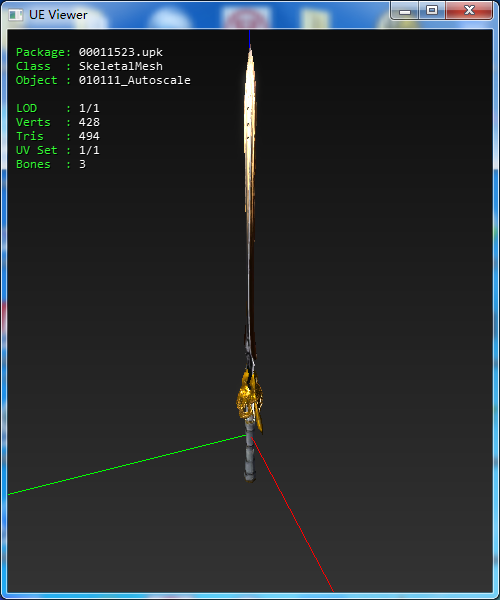 UE Viewer
Package: 00011523.upk
Class  : SkeletalMesh
Object : 010111_Autoscale
LOD    : 1/1
Verts  : 428
Tris   : 494
UV Set : 1/1
Bones  : 3